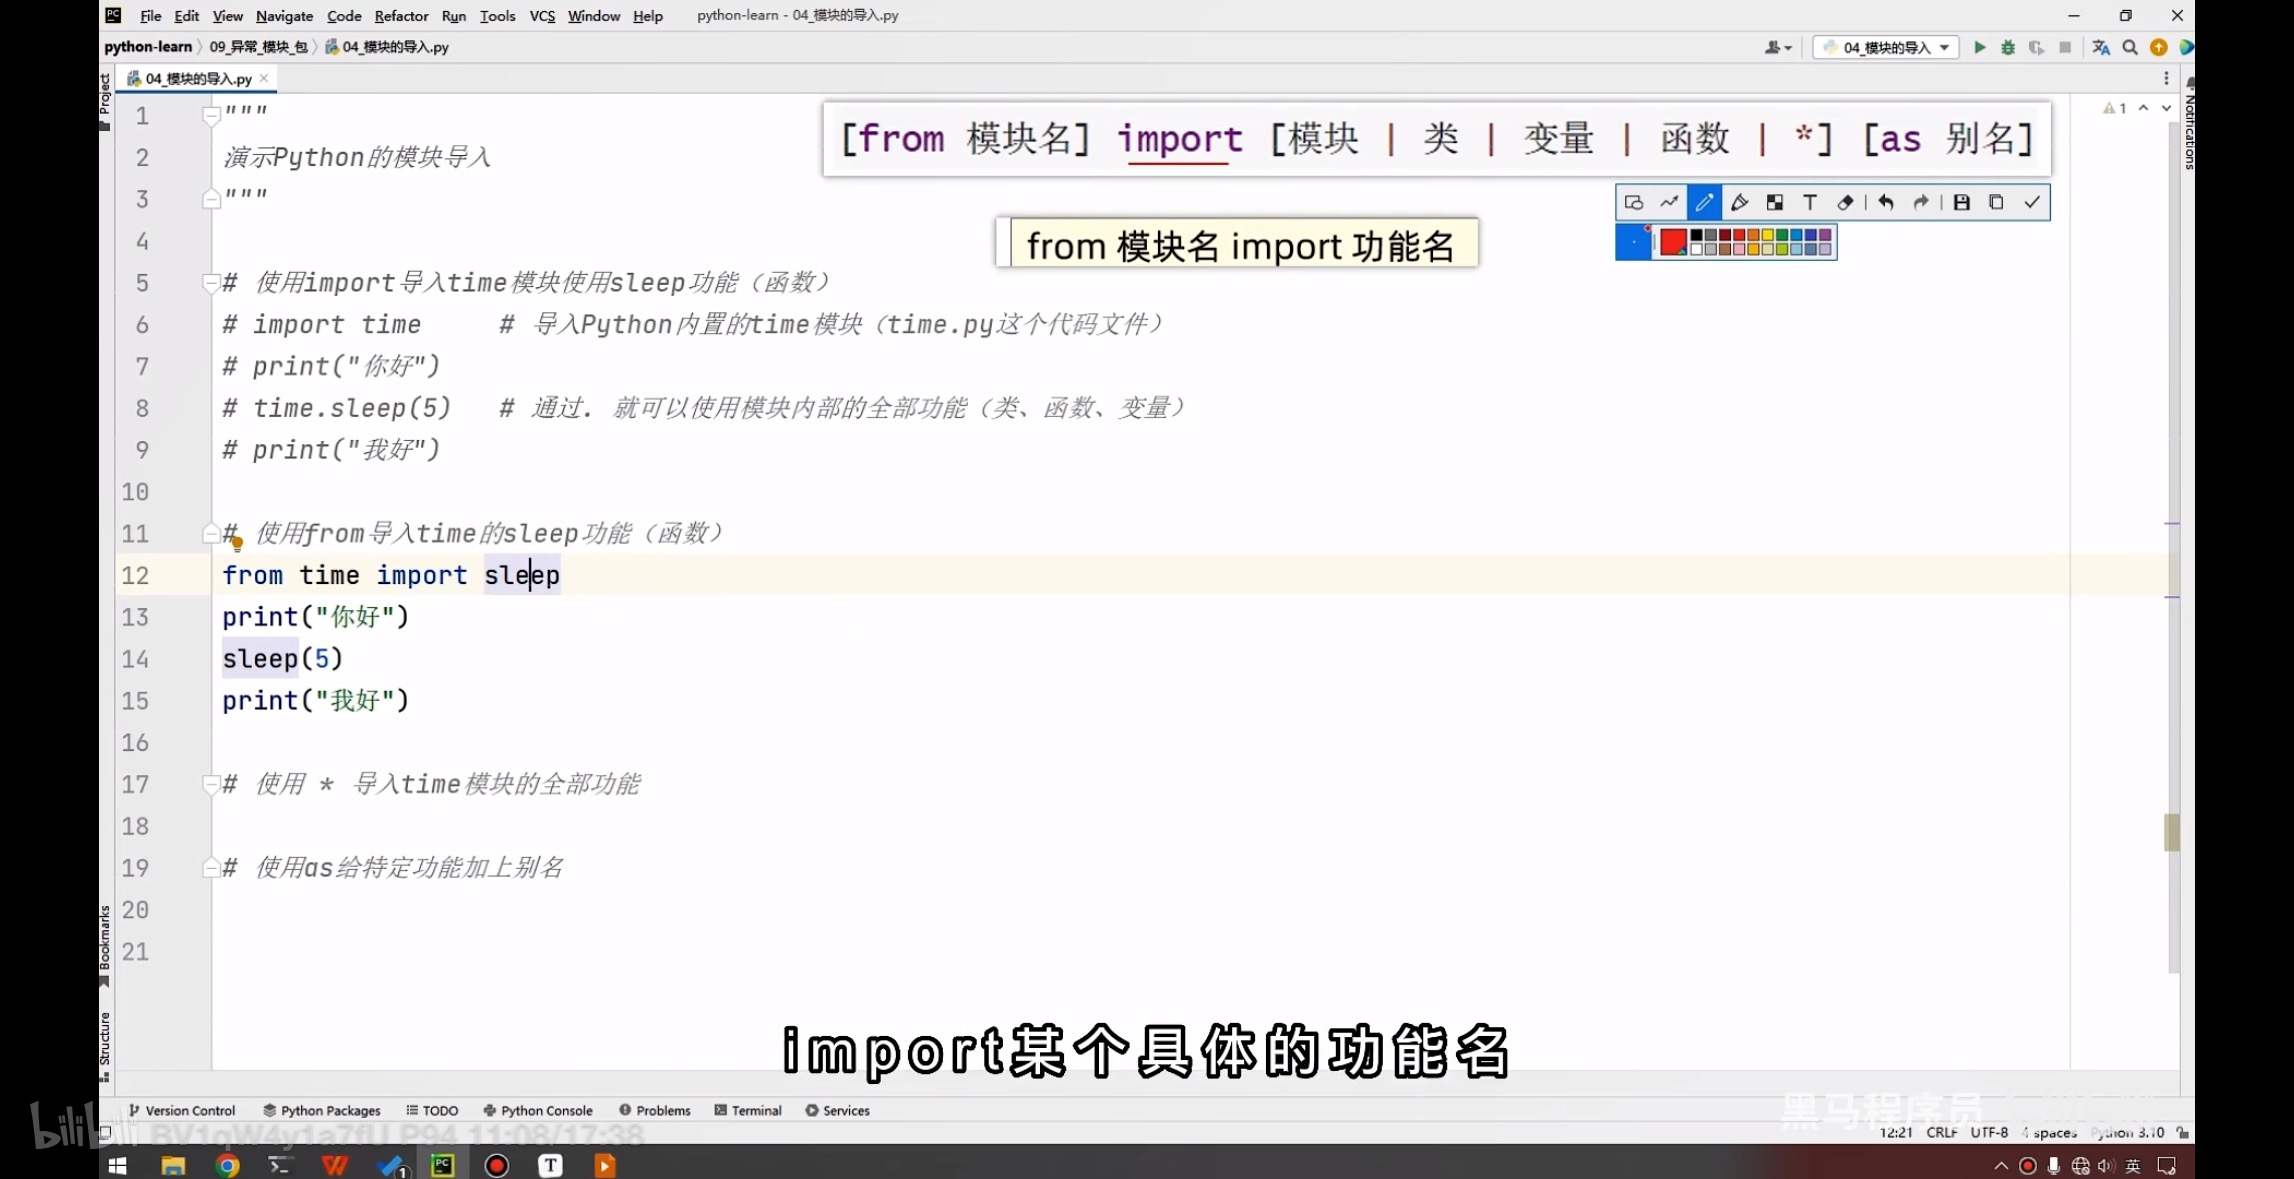 File Edit View Navigate Code Refactor Run Tools VCS Window Help python-learn - 04_模块的导入.py
python-learn 09_异常_模块_包 04_模块的导入.py 04_模块的导入
Project 04_模块的导入.py
Notifications
1
[from 模块名] import [模块 | 类 | 变量 | 函数 | *] [as 别名]
from 模块名 import 功能名
1 """
2 演示Python的模块导入
3 """
4
5 # 使用import导入time模块使用sleep功能（函数）
6 # import time # 导入Python内置的time模块（time.py这个代码文件）
7 # print("你好")
8 # time.sleep(5) # 通过. 就可以使用模块内部的全部功能（类、函数、变量）
9 # print("我好")
10
11 # 使用from导入time的sleep功能（函数）
12 from time import sleep
13 print("你好")
14 sleep(5)
15 print("我好")
16
17 # 使用 * 导入time模块的全部功能
18
19 # 使用as给特定功能加上别名
20
21
Bookmarks
Structure
import某个具体的功能名
Version Control Python Packages TODO Python Console Problems Terminal Services
黑马程序员
bilibili BV1qW4y1a7fU P94 11:08/17:38
12:21 CRLF UTF-8 4 spaces Python 3.10
英